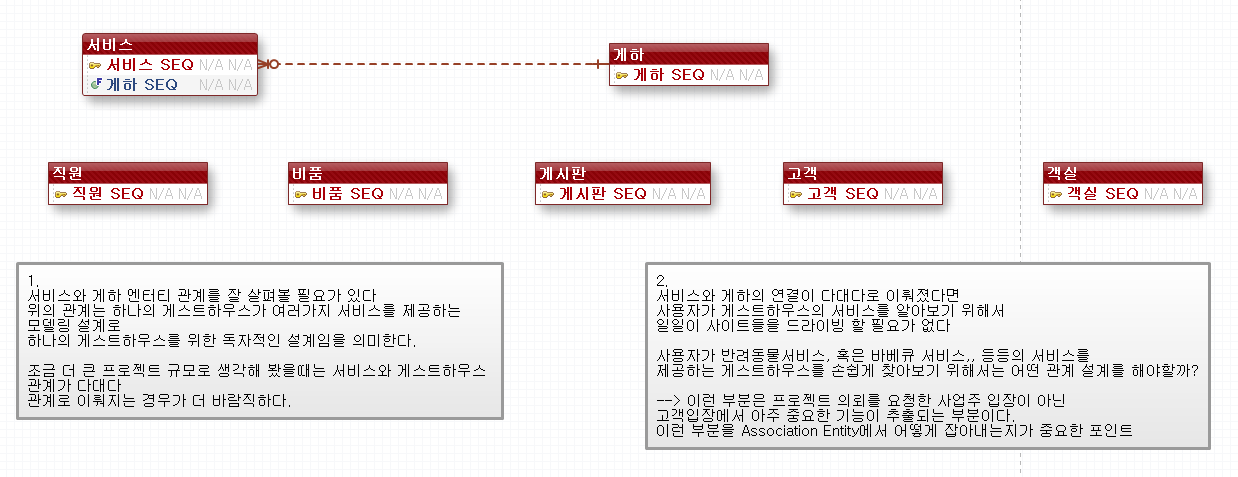 서비스
서비스 SEQ N/A N/A
게하 SEQ N/A N/A
게하
게하 SEQ N/A N/A
직원
직원 SEQ N/A N/A
비품
비품 SEQ N/A N/A
게시판
게시판 SEQ N/A N/A
고객
고객 SEQ N/A N/A
객실
객실 SEQ N/A N/A
1.
서비스와 게하 엔터티 관계를 잘 살펴볼 필요가 있다
위의 관계는 하나의 게스트하우스가 여러가지 서비스를 제공하는
모델링 설계로
하나의 게스트하우스를 위한 독자적인 설계임을 의미한다.
조금 더 큰 프로젝트 규모로 생각해 봤을때는 서비스와 게스트하우스
관계가 다대다
관계로 이뤄지는 경우가 더 바람직하다.
2.
서비스와 게하의 연결이 다대다로 이뤄졌다면
사용자가 게스트하우스의 서비스를 알아보기 위해서
일일이 사이트들을 드라이빙 할 필요가 없다
사용자가 반려동물서비스, 혹은 바베큐 서비스,, 등등의 서비스를
제공하는 게스트하우스를 손쉽게 찾아보기 위해서는 어떤 관계 설계를 해야할까?
--> 이런 부분은 프로젝트 의뢰를 요청한 사업주 입장이 아닌
고객입장에서 아주 중요한 기능이 추출되는 부분이다.
이런 부분을 Association Entity에서 어떻게 잡아내는지가 중요한 포인트